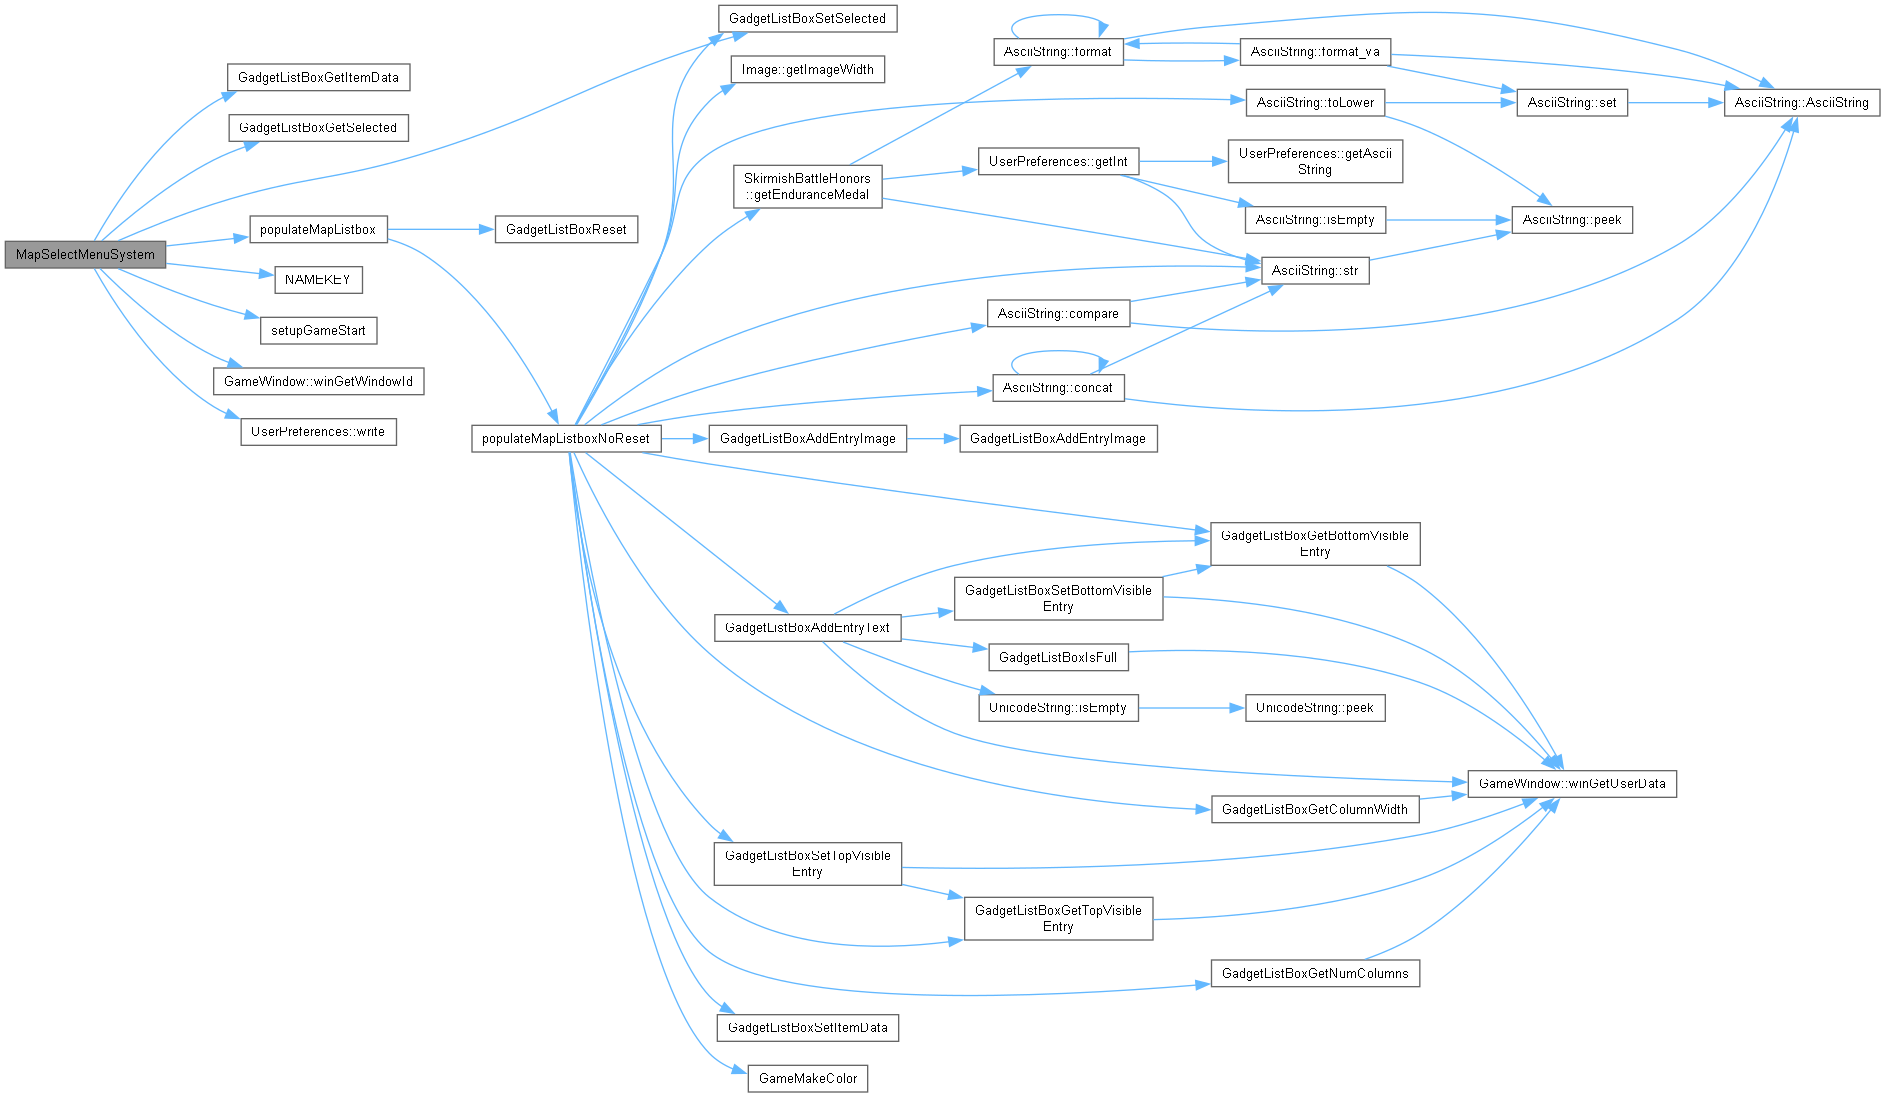 GadgetListBoxSetSelected
AsciiString::format
AsciiString::format_va
Image::getImageWidth
GadgetListBoxGetItemData
AsciiString::toLower
AsciiString::set
AsciiString::AsciiString
GadgetListBoxGetSelected
UserPreferences::getInt
UserPreferences::getAscii
String
SkirmishBattleHonors
::getEnduranceMedal
populateMapListbox
GadgetListBoxReset
AsciiString::isEmpty
AsciiString::peek
MapSelectMenuSystem
NAMEKEY
AsciiString::str
setupGameStart
AsciiString::compare
GameWindow::winGetWindowId
AsciiString::concat
UserPreferences::write
populateMapListboxNoReset
GadgetListBoxAddEntryImage
GadgetListBoxAddEntryImage
GadgetListBoxGetBottomVisible
Entry
GadgetListBoxSetBottomVisible
Entry
GadgetListBoxAddEntryText
GadgetListBoxIsFull
UnicodeString::isEmpty
UnicodeString::peek
GameWindow::winGetUserData
GadgetListBoxGetColumnWidth
GadgetListBoxSetTopVisible
Entry
GadgetListBoxGetTopVisible
Entry
GadgetListBoxGetNumColumns
GadgetListBoxSetItemData
GameMakeColor